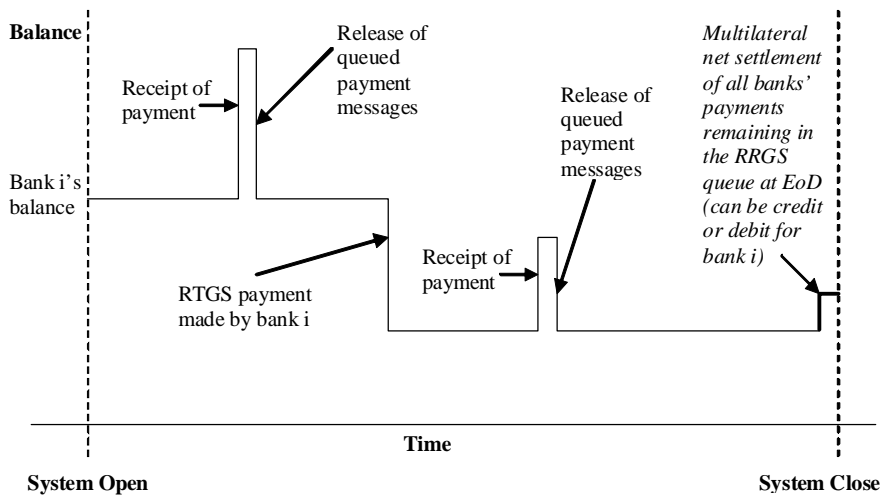 Balance
Receipt of
payment
Release of
queued
payment
messages
Bank i's
balance
RTGS payment
made by bank i
Receipt of
payment
Release of
queued
payment
messages
Multilateral
net settlement
of all banks'
payments
remaining in
the RRGS
queue at EoD
(can be credit
or debit for
bank i)
Time
System Open
System Close